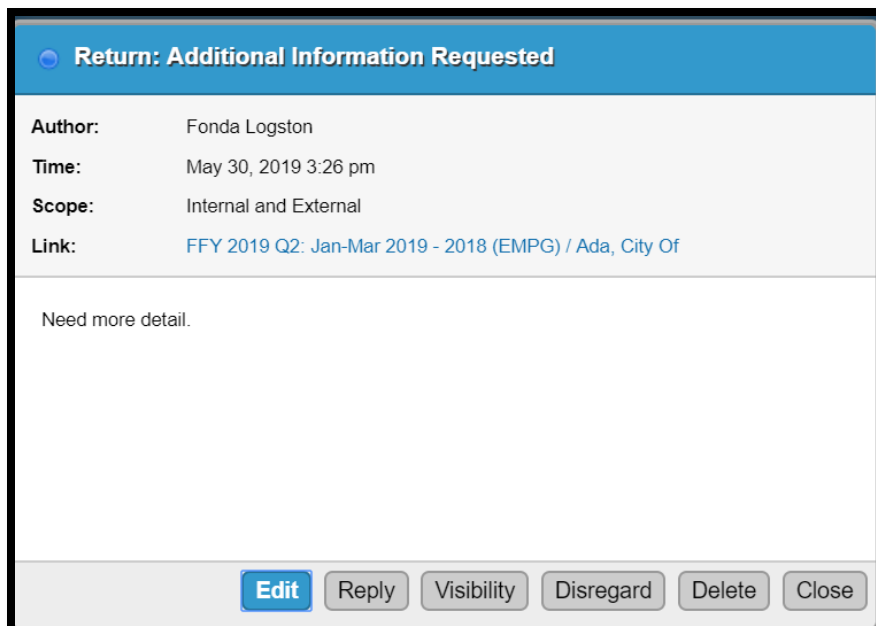 Return: Additional Information Requested
Author: Fonda Logston
Time: May 30, 2019 3:26 pm
Scope: Internal and External
Link: FFY 2019 Q2: Jan-Mar 2019 - 2018 (EMPG) / Ada, City Of
Need more detail.
Edit Reply Visibility Disregard Delete Close